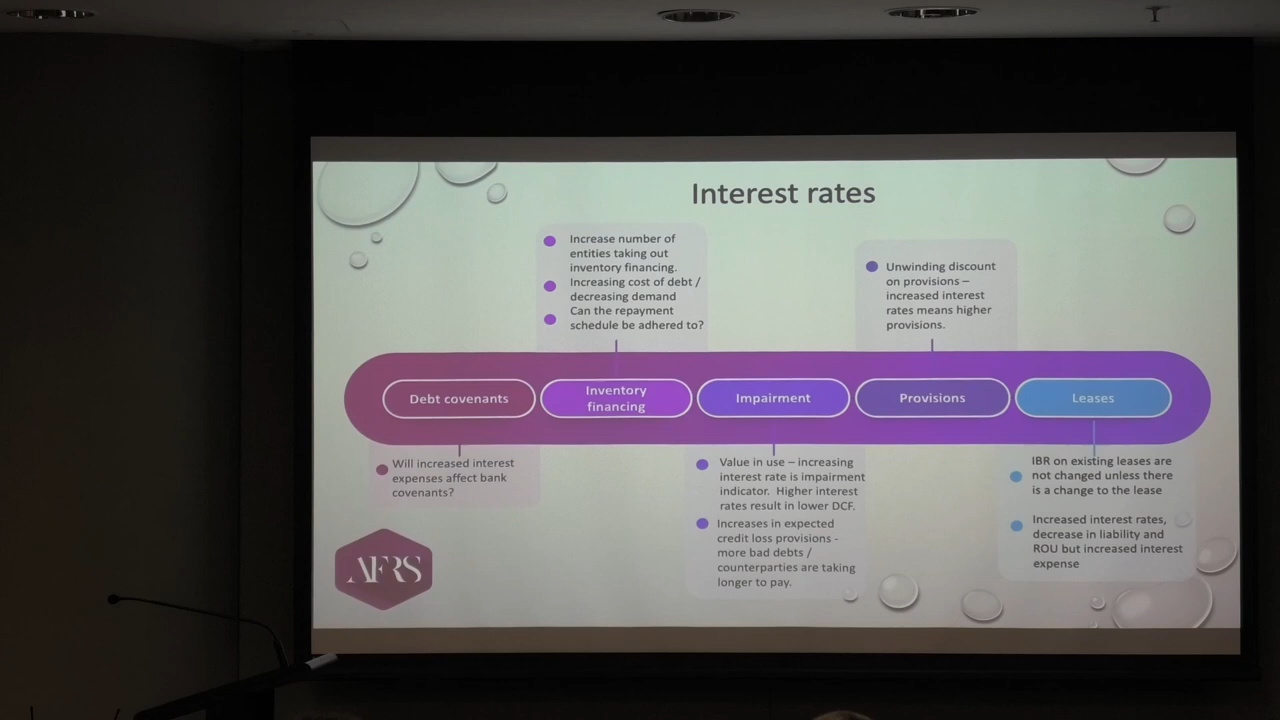 Interest rates
Increase number of
entities taking out
inventory financing.
Increasing cost of debt /
decreasing demand
Can the repayment
schedule be adhered to?
Unwinding discount
on provisions –
increased interest
rates means higher
provisions.
Debt covenants
Inventory
financing
Impairment
Provisions
Leases
Will increased interest
expenses affect bank
covenants?
Value in use – increasing
interest rate is impairment
indicator. Higher interest
rates result in lower DCF.
Increases in expected
credit loss provisions -
more bad debts /
counterparties are taking
longer to pay.
IBR on existing leases are
not changed unless there
is a change to the lease
Increased interest rates,
decrease in liability and
ROU but increased interest
expense
AFRS